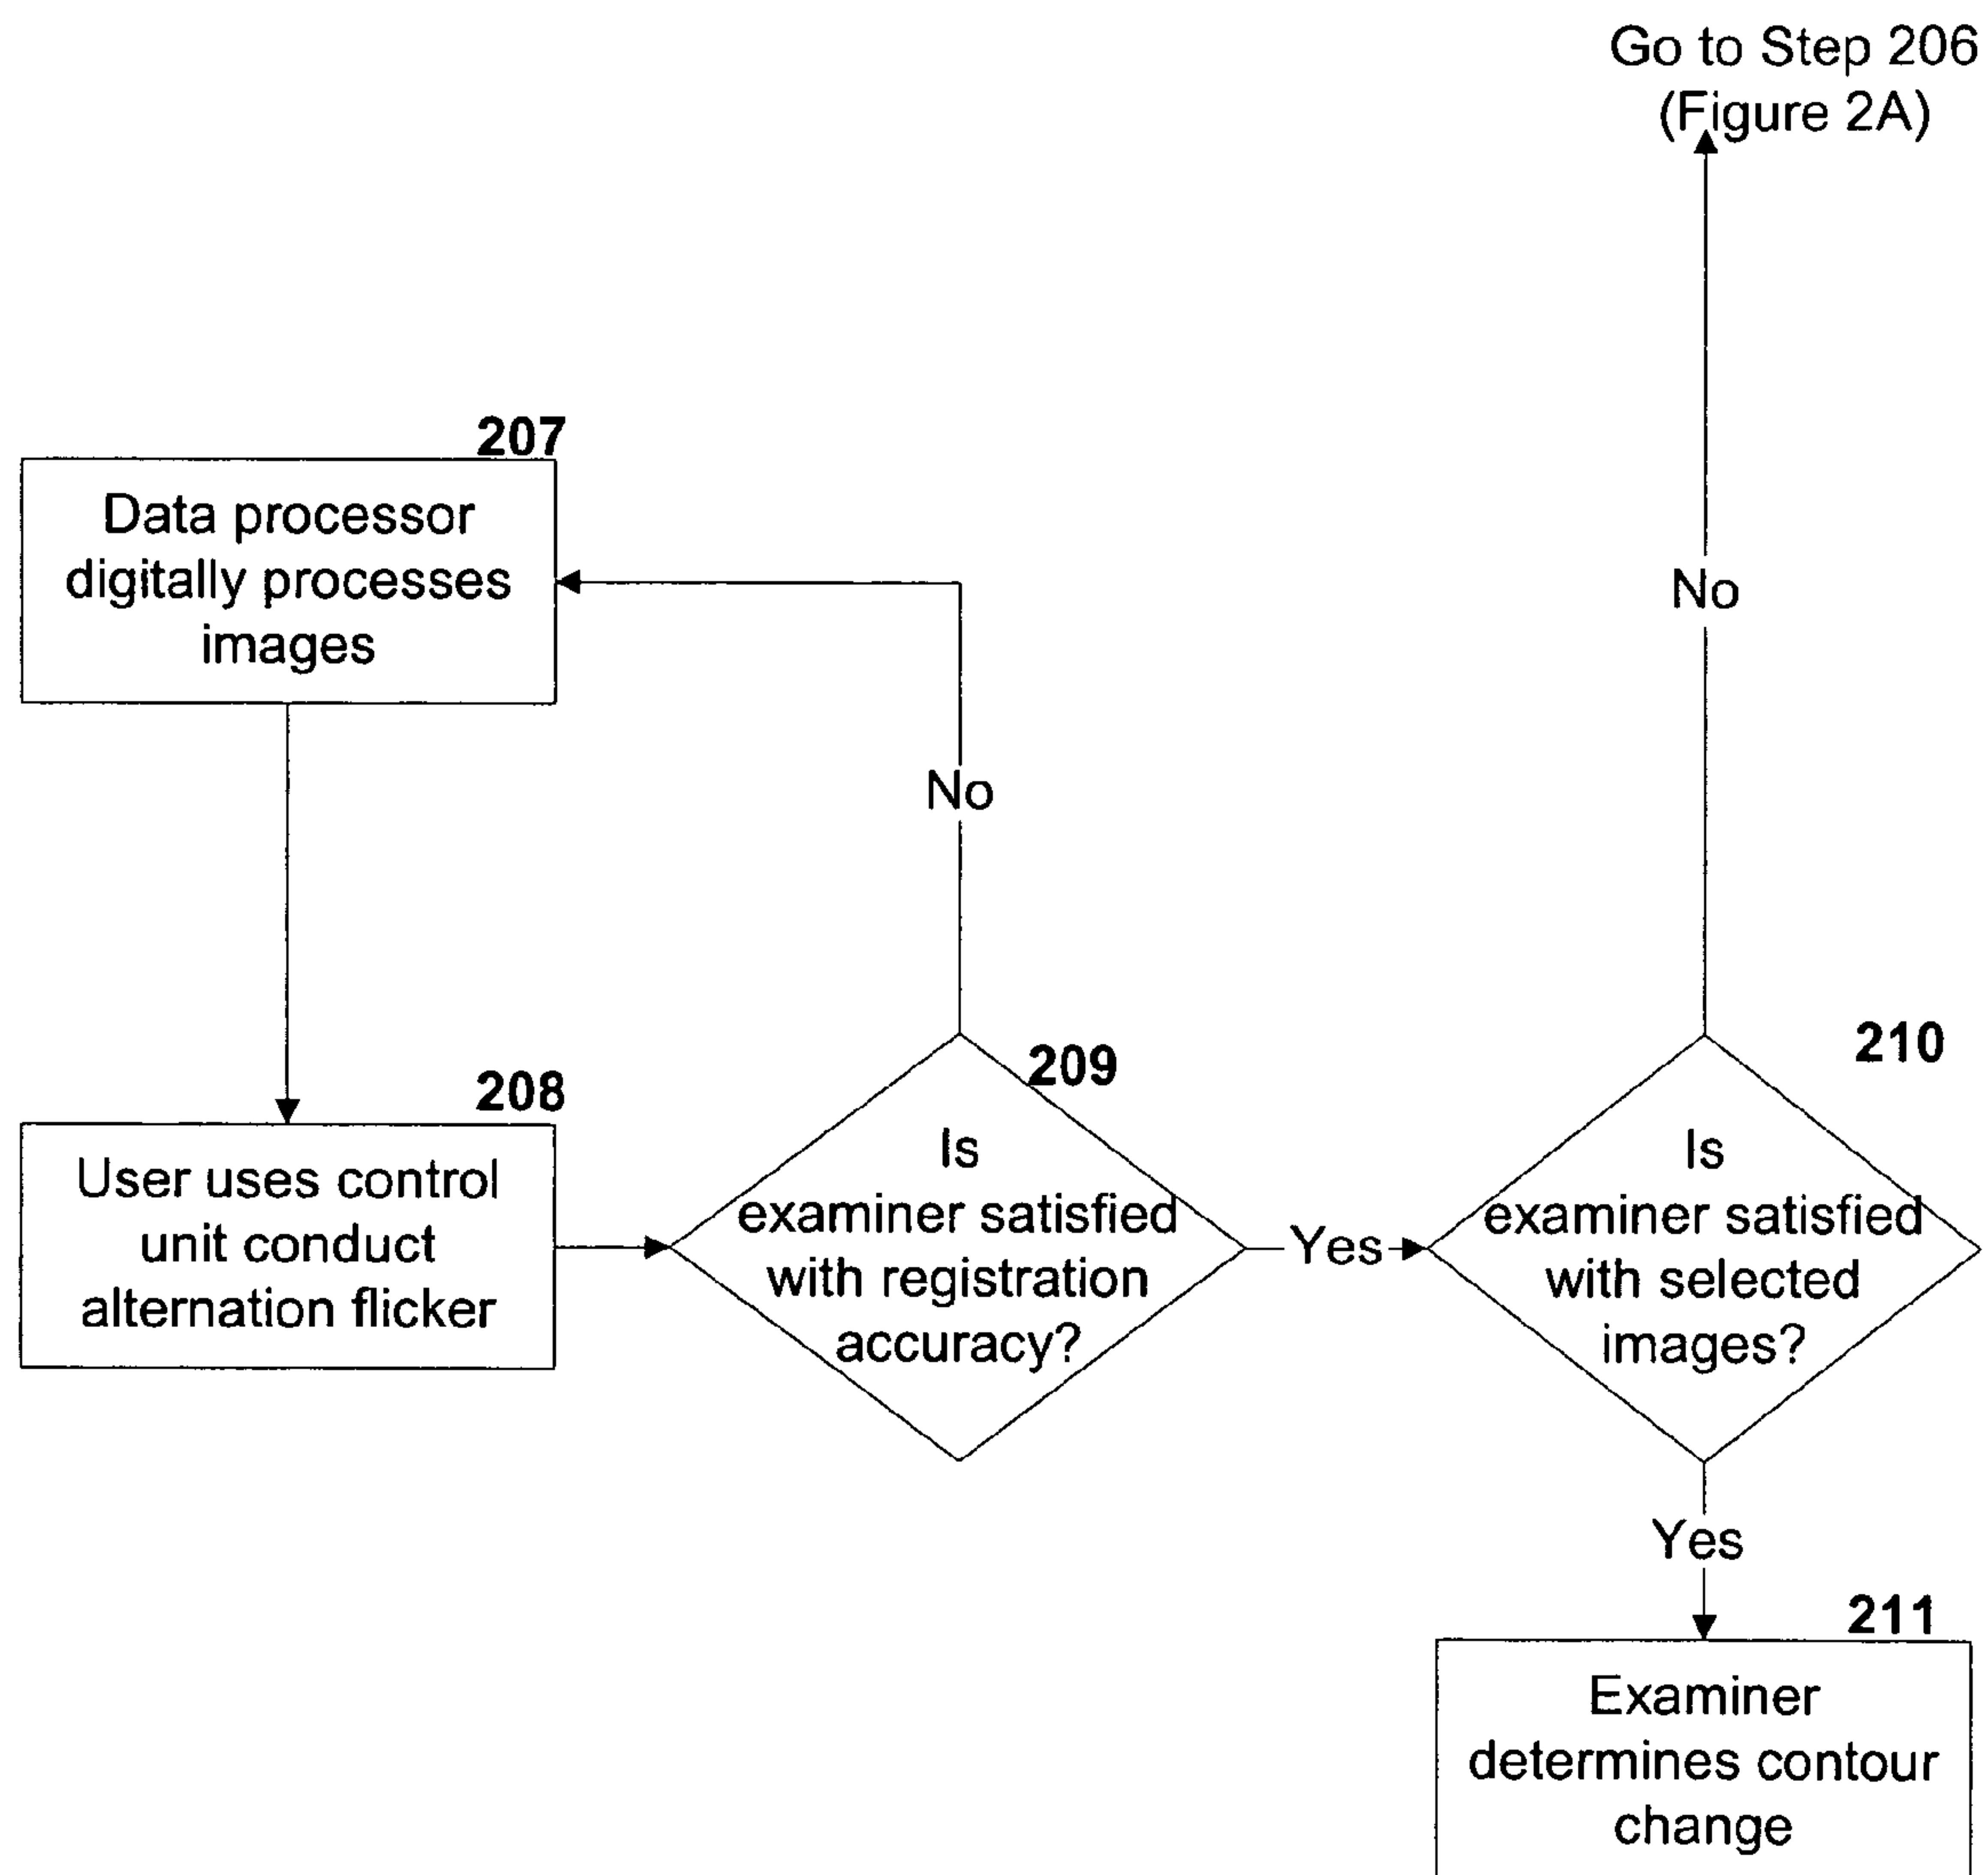 Go to Step 206
(Figure 2A)
207
Data processor
digitally processes
images
No
No
208
User uses control
unit conduct
alternation flicker
209
Is
examiner satisfied
with registration
accuracy?
Yes
210
Is
examiner satisfied
with selected
images?
Yes
211
Examiner
determines contour
change